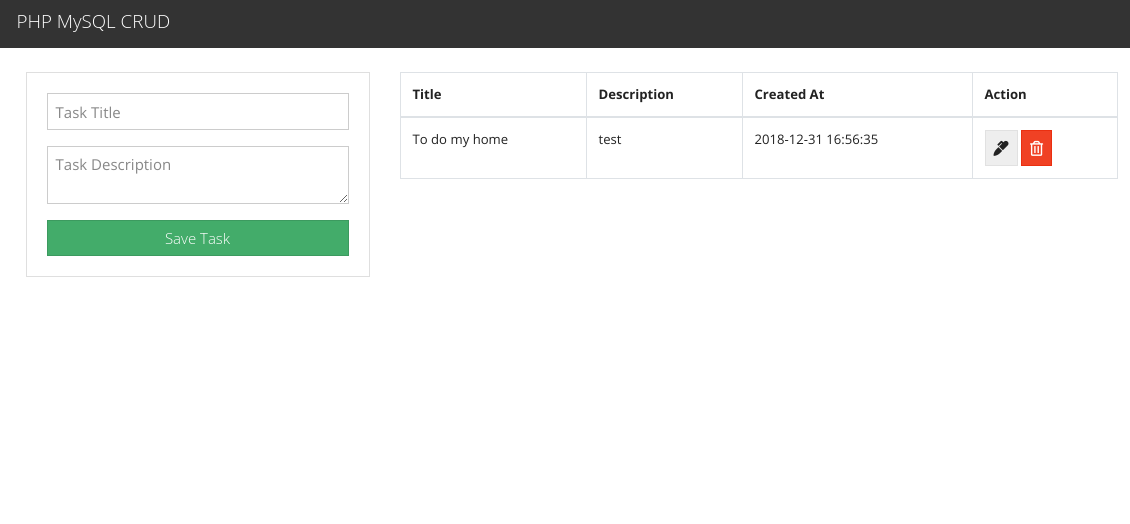 PHP MySQL CRUD
Task Title
Task Description
Save Task
Title Description Created At Action
To do my home test 2018-12-31 16:56:35